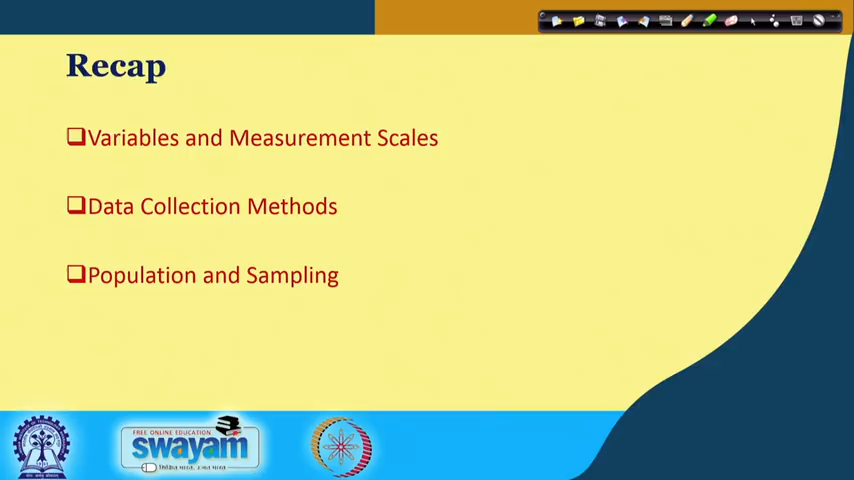 Recap
Variables and Measurement Scales
Data Collection Methods
Population and Sampling
FREE ONLINE EDUCATION
swayam